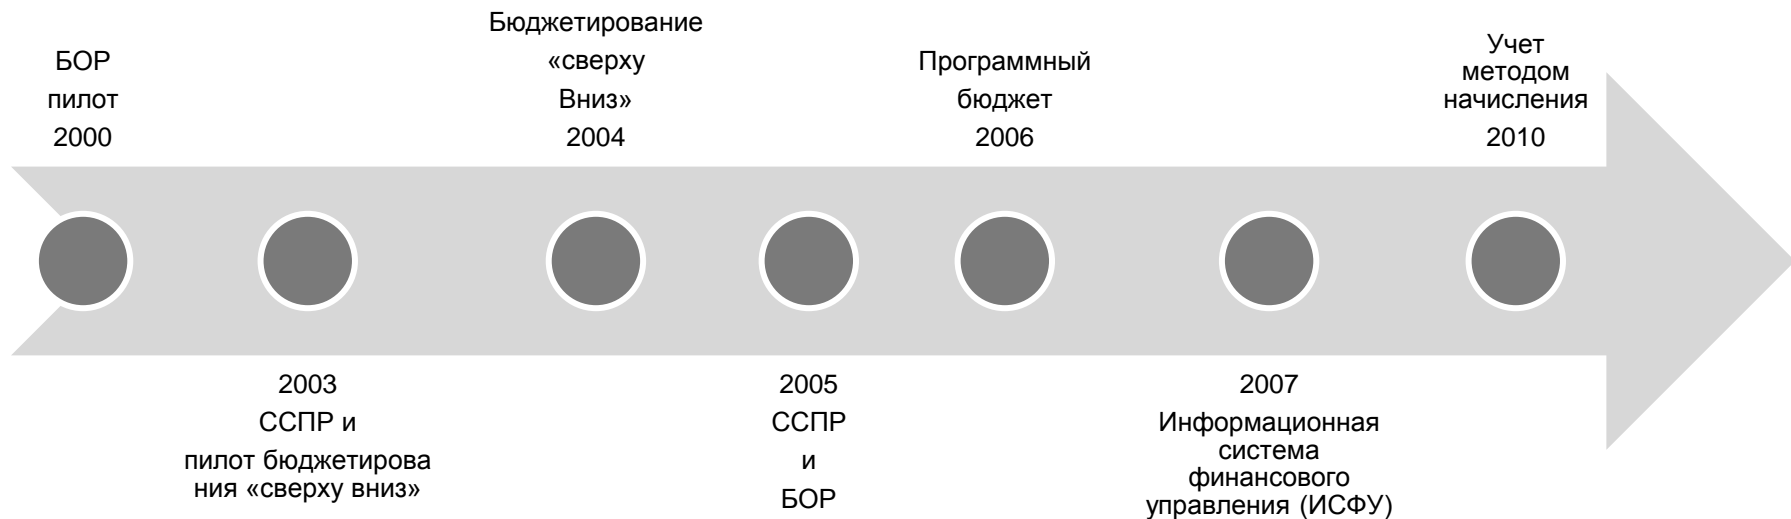 БОР
пилот
2000
2003
ССПР и
пилот бюджетирова
ния «сверху вниз»
Бюджетирование
«сверху
Вниз»
2004
2005
ССПР
и
БОР
Программный
бюджет
2006
2007
Информационная
система
финансового
управления (ИСФУ)
Учет
методом
начисления
2010